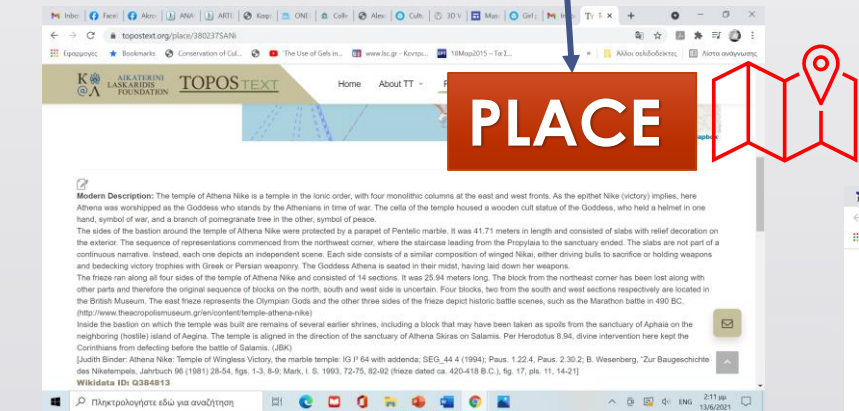 Inbo Face! Akro ANA ARTE Κοσμ ONE Colle Alex Cultu 3D V Muse Girl Inbo
topostext.org/place/380237SANi
Εφαρμογές Bookmarks Conservation of Cul... The Use of Gels in... www.lsc.gr - Κεντρι... 18Μαρ2015 – Τα Σ... » Άλλοι σελιδοδείκτες Λίστα ανάγνωσης
AIKATERINI LASKARIDIS FOUNDATION TOPOS TEXT Home About TT
PLACE
Modern Description: The temple of Athena Nike is a temple in the Ionic order, with four monolithic columns at the east and west fronts. As the epithet Nike (victory) implies, here
Athena was worshipped as the Goddess who stands by the Athenians in time of war. The cella of the temple housed a wooden cult statue of the Goddess, who held a helmet in one
hand, symbol of war, and a branch of pomegranate tree in the other, symbol of peace.
The sides of the bastion around the temple of Athena Nike were protected by a parapet of Pentelic marble. It was 41.71 meters in length and consisted of slabs with relief decoration on
the exterior. The sequence of representations commenced from the northwest corner, where the staircase leading from the Propylaia to the sanctuary ended. The slabs are not part of a
continuous narrative. Instead, each one depicts an independent scene. Each side consists of a similar composition of winged Nikai, either driving bulls to sacrifice or holding weapons
and bedecking victory trophies with Greek or Persian weaponry. The Goddess Athena is seated in their midst, having laid down her weapons.
The frieze ran along all four sides of the temple of Athena Nike and consisted of 14 sections. It was 25.94 meters long. The block from the northeast corner has been lost along with
other parts and therefore the original sequence of blocks on the north, south and west side is uncertain. Four blocks, two from the south and west sections respectively are located in
the British Museum. The east frieze represents the Olympian Gods and the other three sides of the frieze depict historic battle scenes, such as the Marathon battle in 490 BC.
(http://www.theacropolismuseum.gr/en/content/temple-athena-nike)
Inside the bastion on which the temple was built are remains of several earlier shrines, including a block that may have been taken as spoils from the sanctuary of Aphaia on the
neighboring (hostile) island of Aegina. The temple is aligned in the direction of the sanctuary of Athena Skiras on Salamis. Per Herodotus 8.94, divine intervention here kept the
Corinthians from defecting before the battle of Salamis. (JBK)
[Judith Binder: Athena Nike: Temple of Wingless Victory, the marble temple: IG I³ 64 with addenda; SEG_44 4 (1994); Paus. 1.22.4, Paus. 2.30.2; B. Wesenberg, "Zur Baugeschichte
des Niketempels, Jahrbuch 96 (1981) 28-54, figs. 1-3, 8-9; Mark, I. S. 1993, 72-75, 82-92 (frieze dated ca. 420-418 B.C.), fig. 17, pls. 11, 14-21]
Wikidata ID: Q384813
Πληκτρολογήστε εδώ για αναζήτηση ENG 2:11 μμ
13/6/2021